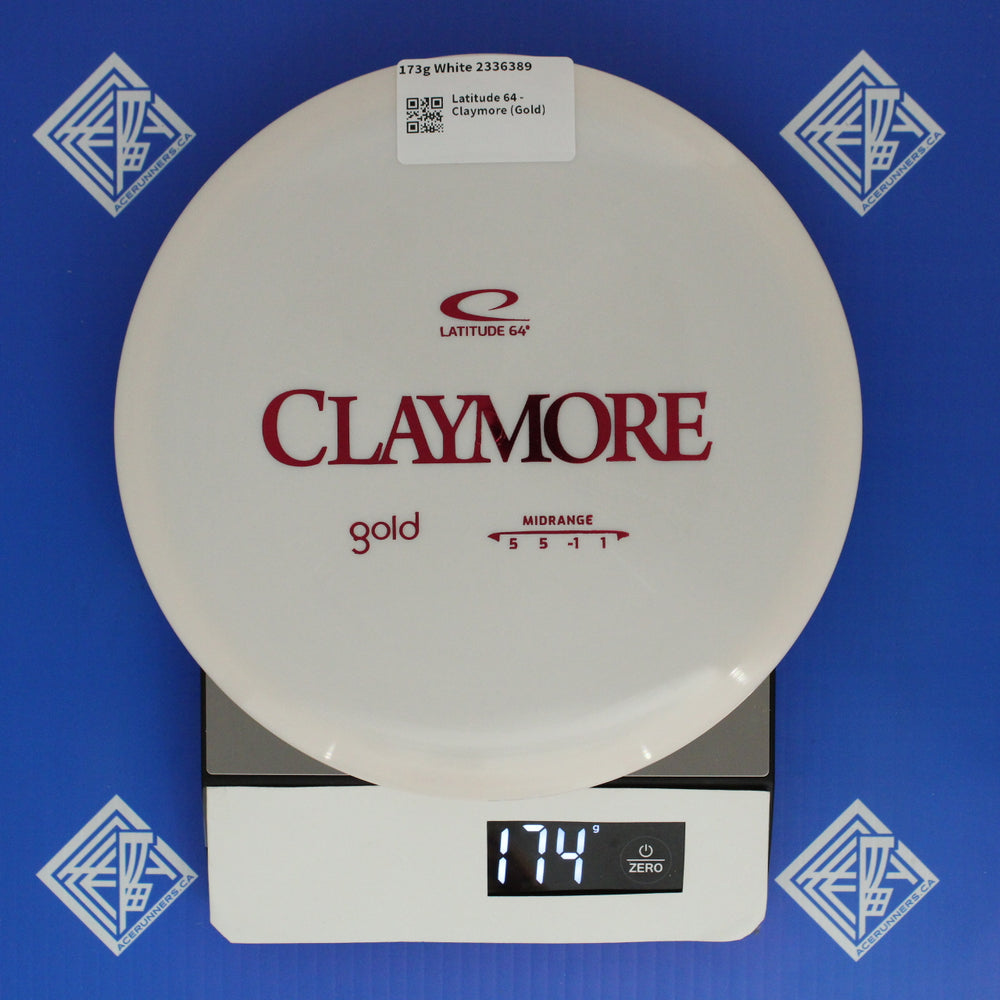 173g White 2336389
Latitude 64 -
Claymore (Gold)
LATITUDE 64°
CLAYMORE
gold
MIDRANGE
5 5 -1 1
174 g
ZERO
ACERUNNERS.CA
ACERUNNERS.CA
ACERUNNERS.CA
ACERUNNERS.CA